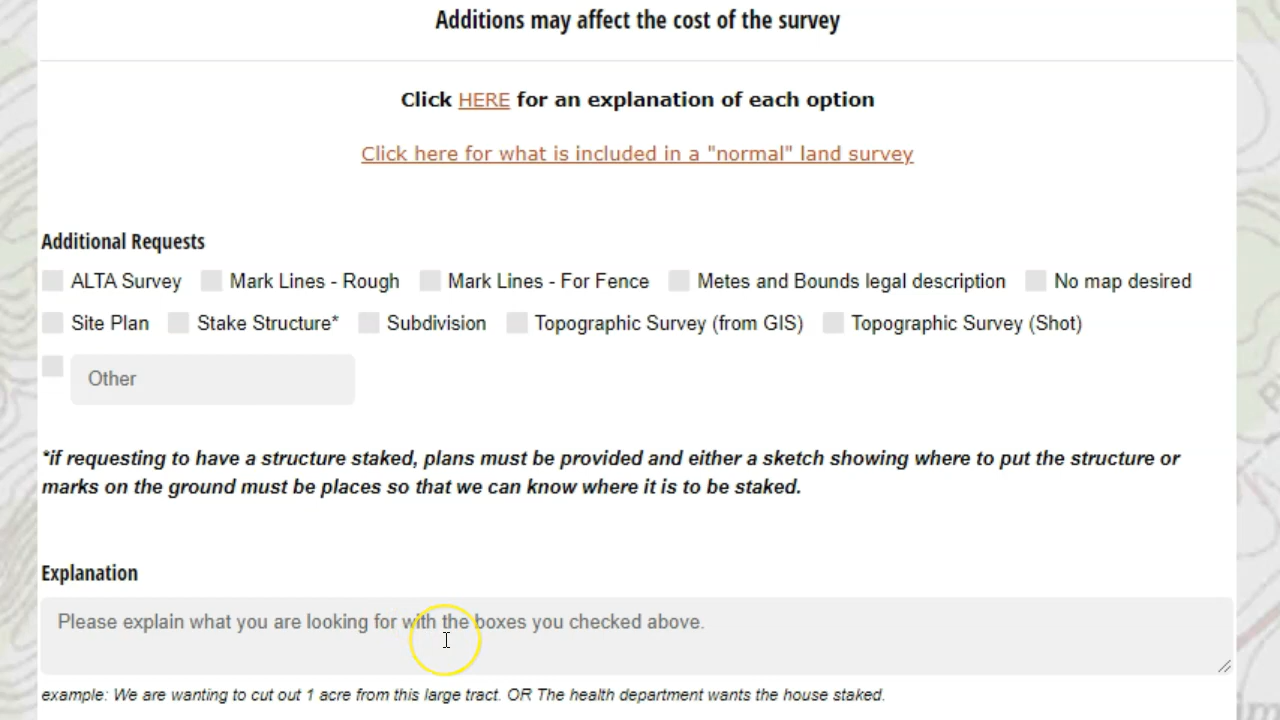 Additions may affect the cost of the survey
Click HERE for an explanation of each option
Click here for what is included in a "normal" land survey
Additional Requests
ALTA Survey Mark Lines - Rough Mark Lines - For Fence Metes and Bounds legal description No map desired
Site Plan Stake Structure* Subdivision Topographic Survey (from GIS) Topographic Survey (Shot)
Other
*if requesting to have a structure staked, plans must be provided and either a sketch showing where to put the structure or
marks on the ground must be places so that we can know where it is to be staked.
Explanation
Please explain what you are looking for with the boxes you checked above.
example: We are wanting to cut out 1 acre from this large tract. OR The health department wants the house staked.